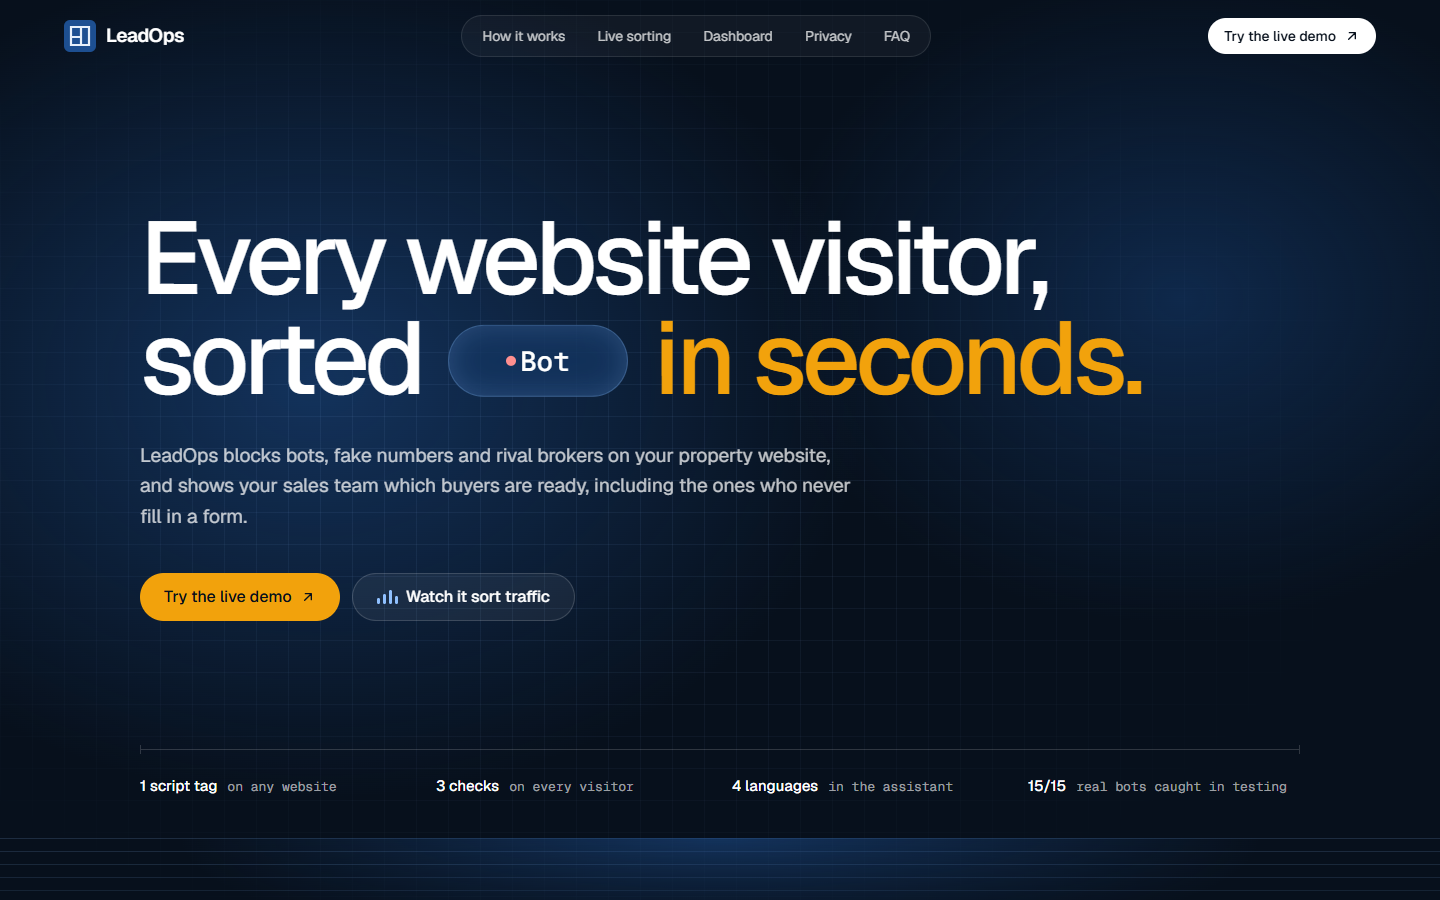 LeadOps
How it works Live sorting Dashboard Privacy FAQ
Try the live demo
Every website visitor,
sorted Bot in seconds.
LeadOps blocks bots, fake numbers and rival brokers on your property website,
and shows your sales team which buyers are ready, including the ones who never
fill in a form.
Try the live demo
Watch it sort traffic
1 script tag on any website
3 checks on every visitor
4 languages in the assistant
15/15 real bots caught in testing